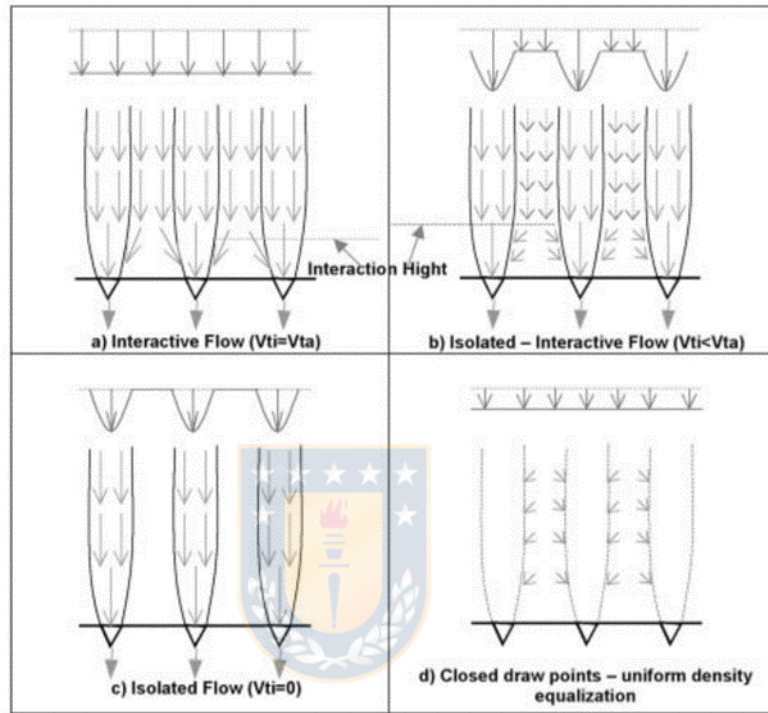 Interaction Hight
a) Interactive Flow (Vti=Vta)
b) Isolated – Interactive Flow (Vti<Vta)
c) Isolated Flow (Vti=0)
d) Closed draw points – uniform density
equalization